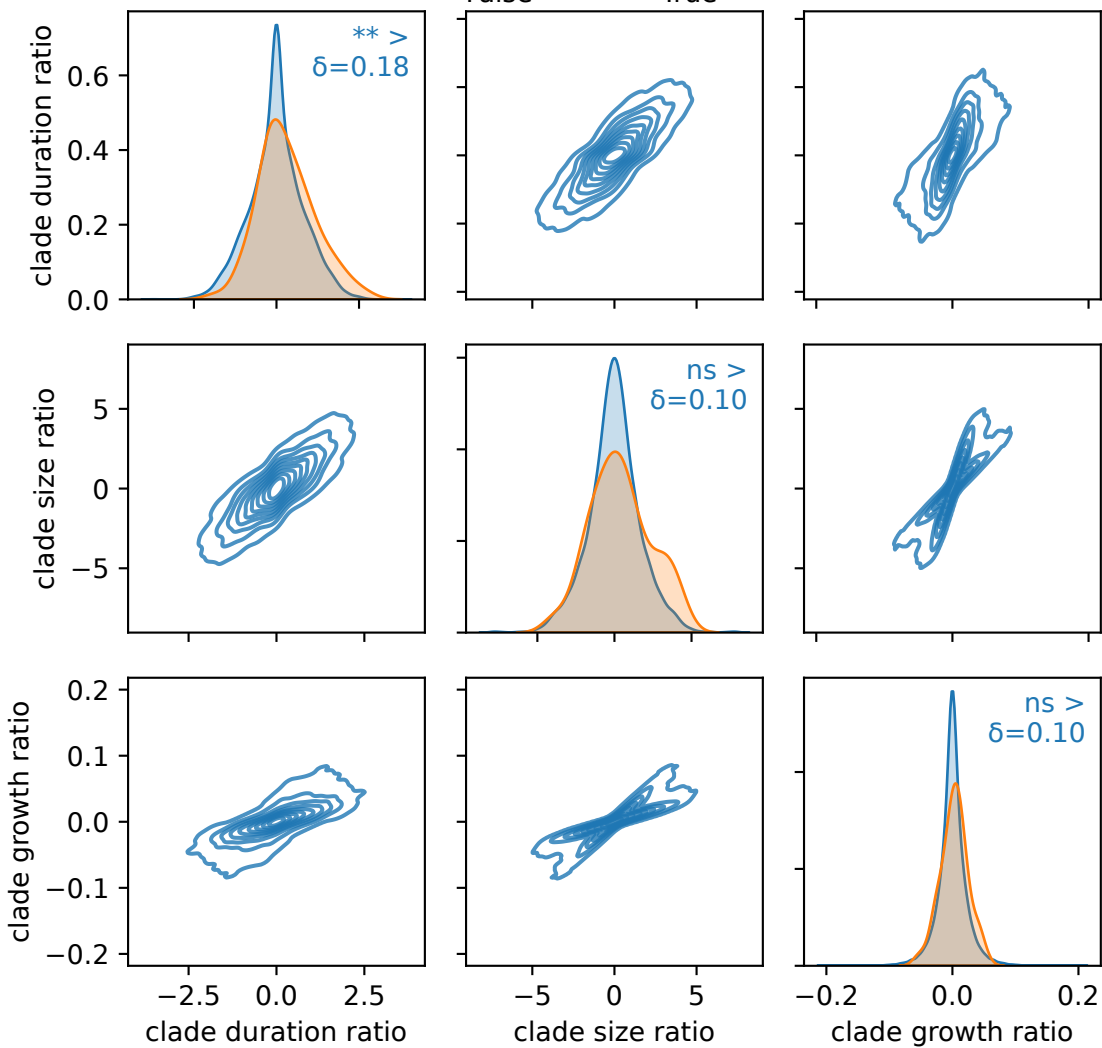 ** >
δ=0.18
clade duration ratio
0.6
0.4
0.2
0.0
ns >
δ=0.10
clade size ratio
5
0
−5
ns >
δ=0.10
clade growth ratio
0.2
0.1
0.0
−0.1
−0.2
−2.5 0.0 2.5
−5 0 5
−0.2 0.0 0.2
clade duration ratio
clade size ratio
clade growth ratio